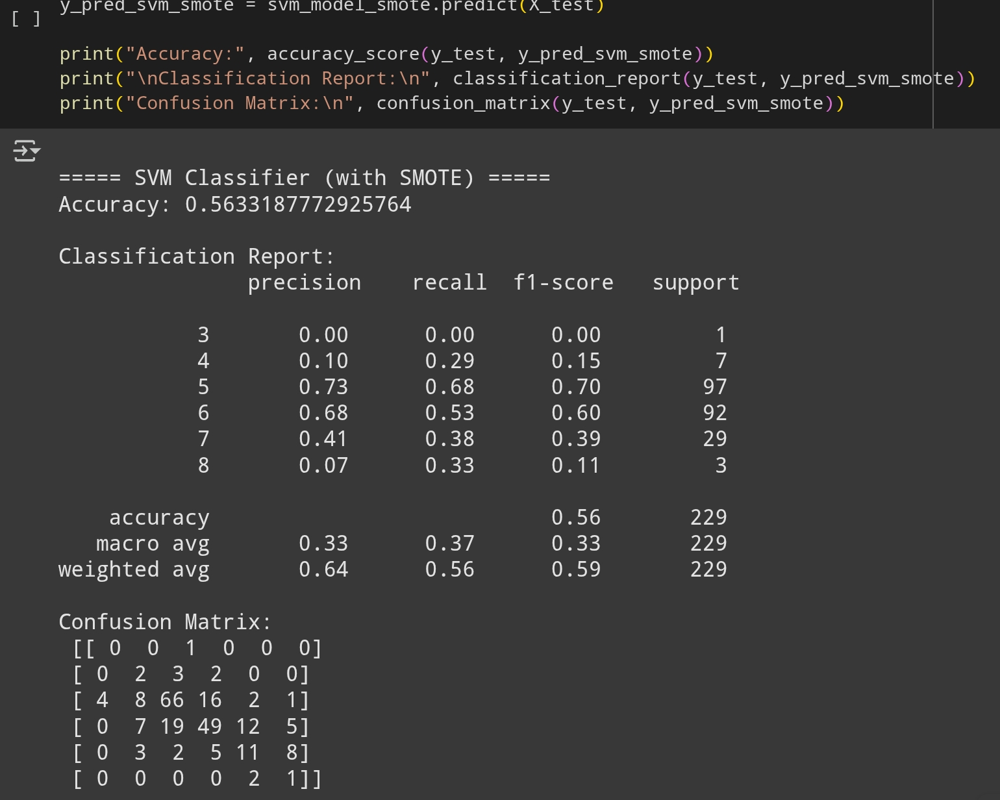 y_pred_svm_smote = svm_model_smote.predict(X_test)
[ ]
print("Accuracy:", accuracy_score(y_test, y_pred_svm_smote))
print("\nClassification Report:\n", classification_report(y_test, y_pred_svm_smote))
print("Confusion Matrix:\n", confusion_matrix(y_test, y_pred_svm_smote))
===== SVM Classifier (with SMOTE) =====
Accuracy: 0.5633187772925764
Classification Report:
precision recall f1-score support
3 0.00 0.00 0.00 1
4 0.10 0.29 0.15 7
5 0.73 0.68 0.70 97
6 0.68 0.53 0.60 92
7 0.41 0.38 0.39 29
8 0.07 0.33 0.11 3
accuracy 0.56 229
macro avg 0.33 0.37 0.33 229
weighted avg 0.64 0.56 0.59 229
Confusion Matrix:
[[ 0 0 1 0 0 0]
[ 0 2 3 2 0 0]
[ 4 8 66 16 2 1]
[ 0 7 19 49 12 5]
[ 0 3 2 5 11 8]
[ 0 0 0 0 2 1]]